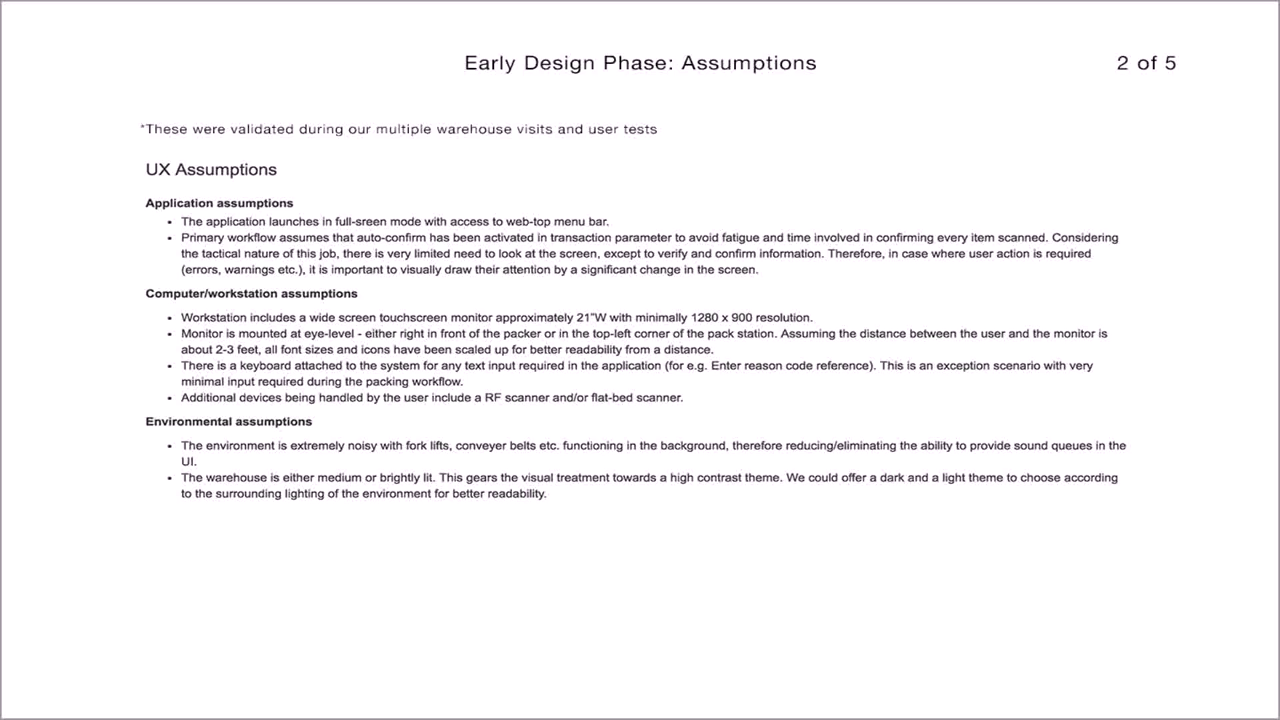 Early Design Phase: Assumptions
2 of 5
*These were validated during our multiple warehouse visits and user tests
UX Assumptions
Application assumptions
• The application launches in full-sreen mode with access to web-top menu bar.
• Primary workflow assumes that auto-confirm has been activated in transaction parameter to avoid fatigue and time involved in confirming every item scanned. Considering
the tactical nature of this job, there is very limited need to look at the screen, except to verify and confirm information. Therefore, in case where user action is required
(errors, warnings etc.), it is important to visually draw their attention by a significant change in the screen.
Computer/workstation assumptions
• Workstation includes a wide screen touchscreen monitor approximately 21"W with minimally 1280 x 900 resolution.
• Monitor is mounted at eye-level - either right in front of the packer or in the top-left corner of the pack station. Assuming the distance between the user and the monitor is
about 2-3 feet, all font sizes and icons have been scaled up for better readability from a distance.
• There is a keyboard attached to the system for any text input required in the application (for e.g. Enter reason code reference). This is an exception scenario with very
minimal input required during the packing workflow.
• Additional devices being handled by the user include a RF scanner and/or flat-bed scanner.
Environmental assumptions
• The environment is extremely noisy with fork lifts, conveyer belts etc. functioning in the background, therefore reducing/eliminating the ability to provide sound queues in the
UI.
• The warehouse is either medium or brightly lit. This gears the visual treatment towards a high contrast theme. We could offer a dark and a light theme to choose according
to the surrounding lighting of the environment for better readability.